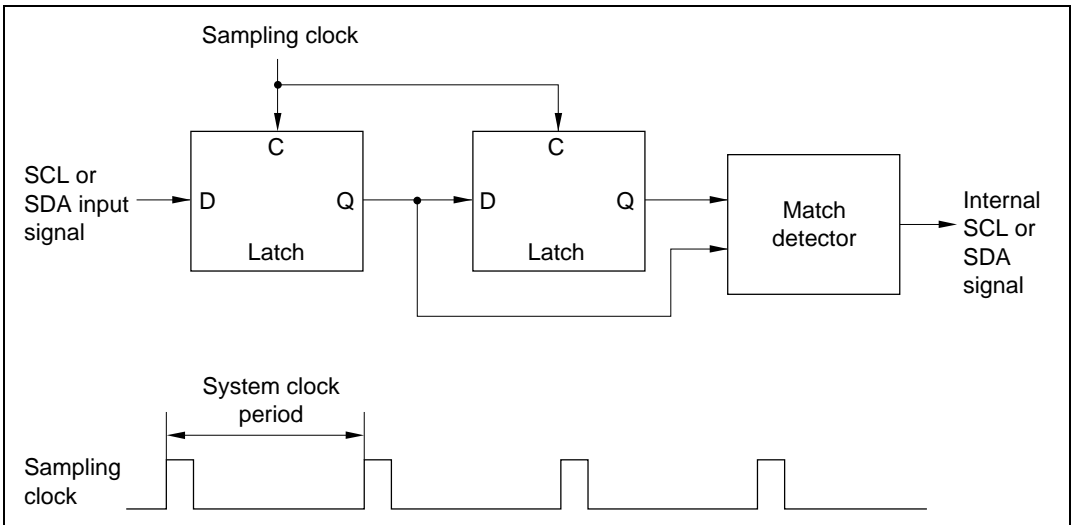 Sampling clock
C
C
SCL or
SDA input
signal
D
Q
Latch
D
Q
Latch
Match
detector
Internal
SCL or
SDA
signal
System clock
period
Sampling
clock